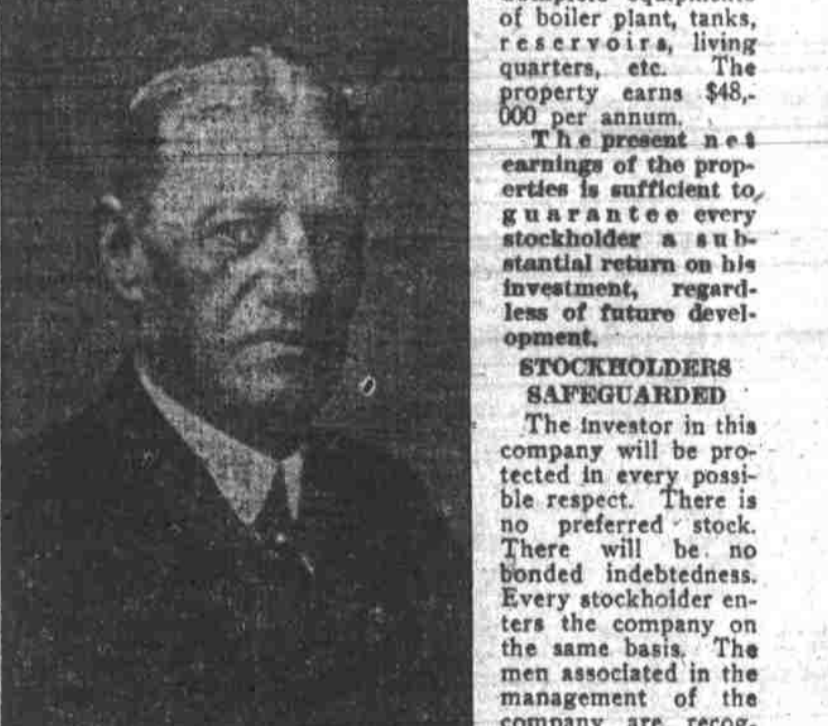 of boiler plant, tanks,
reservoirs, living
quarters, etc. The
property earns $48,-
000 per annum.
The present net
earnings of the prop-
erties is sufficient to
guarantee every
stockholder a sub-
stantial return on his
investment, regard-
less of future devel-
opment.
STOCKHOLDERS
SAFEGUARDED
The investor in this
company will be pro-
tected in every possi-
ble respect. There is
no preferred stock.
There will be no
bonded indebtedness.
Every stockholder en-
ters the company on
the same basis. The
men associated in the
management of the
company are recog-